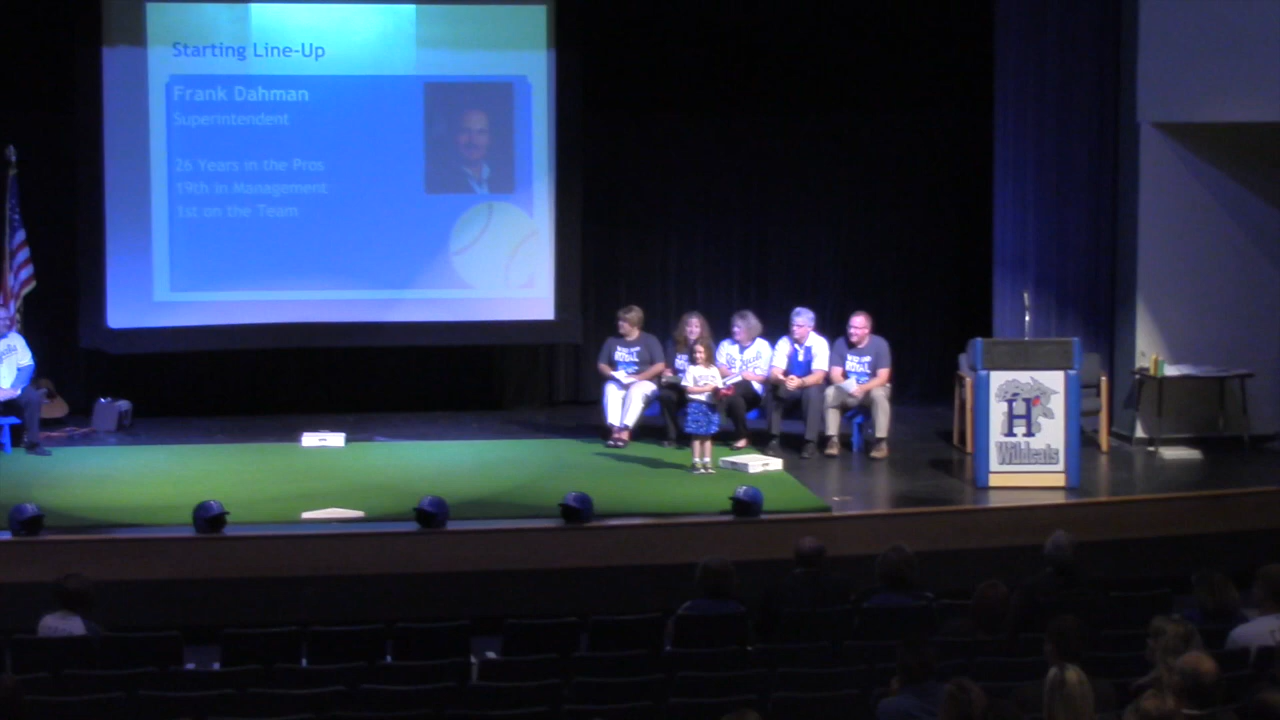 Starting Line-Up
Frank Dahman
Superintendent
26 Years in the Pros
19th in Management
1st on the Team
ROYAL
H
Wildcats